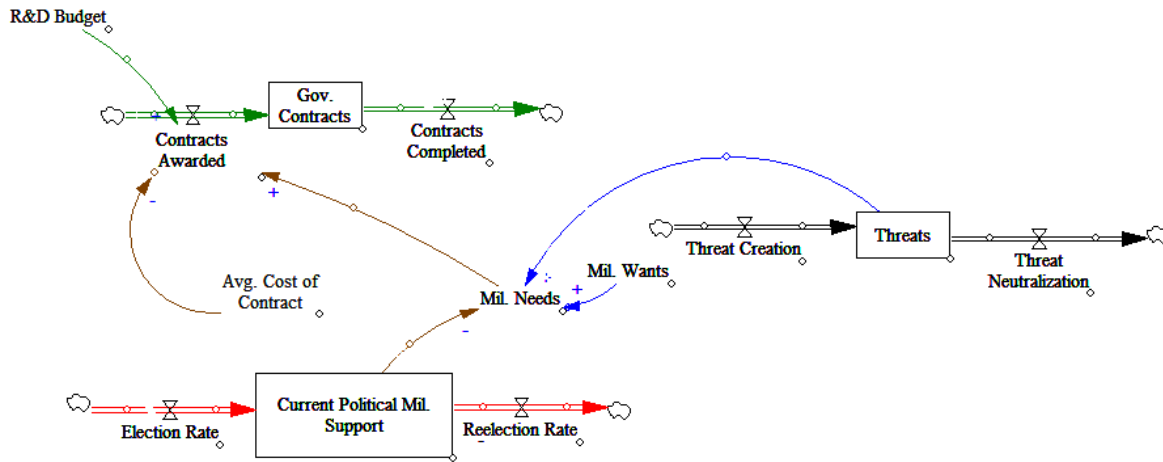 R&D Budget
Gov.
Contracts
+
Contracts
Awarded
Contracts
Completed
-
+
Threat Creation
Threats
Threat
Neutralization
Avg. Cost of
Contract
Mil. Needs
+
+
Mil. Wants
-
Current Political Mil.
Support
Election Rate
Reelection Rate
-